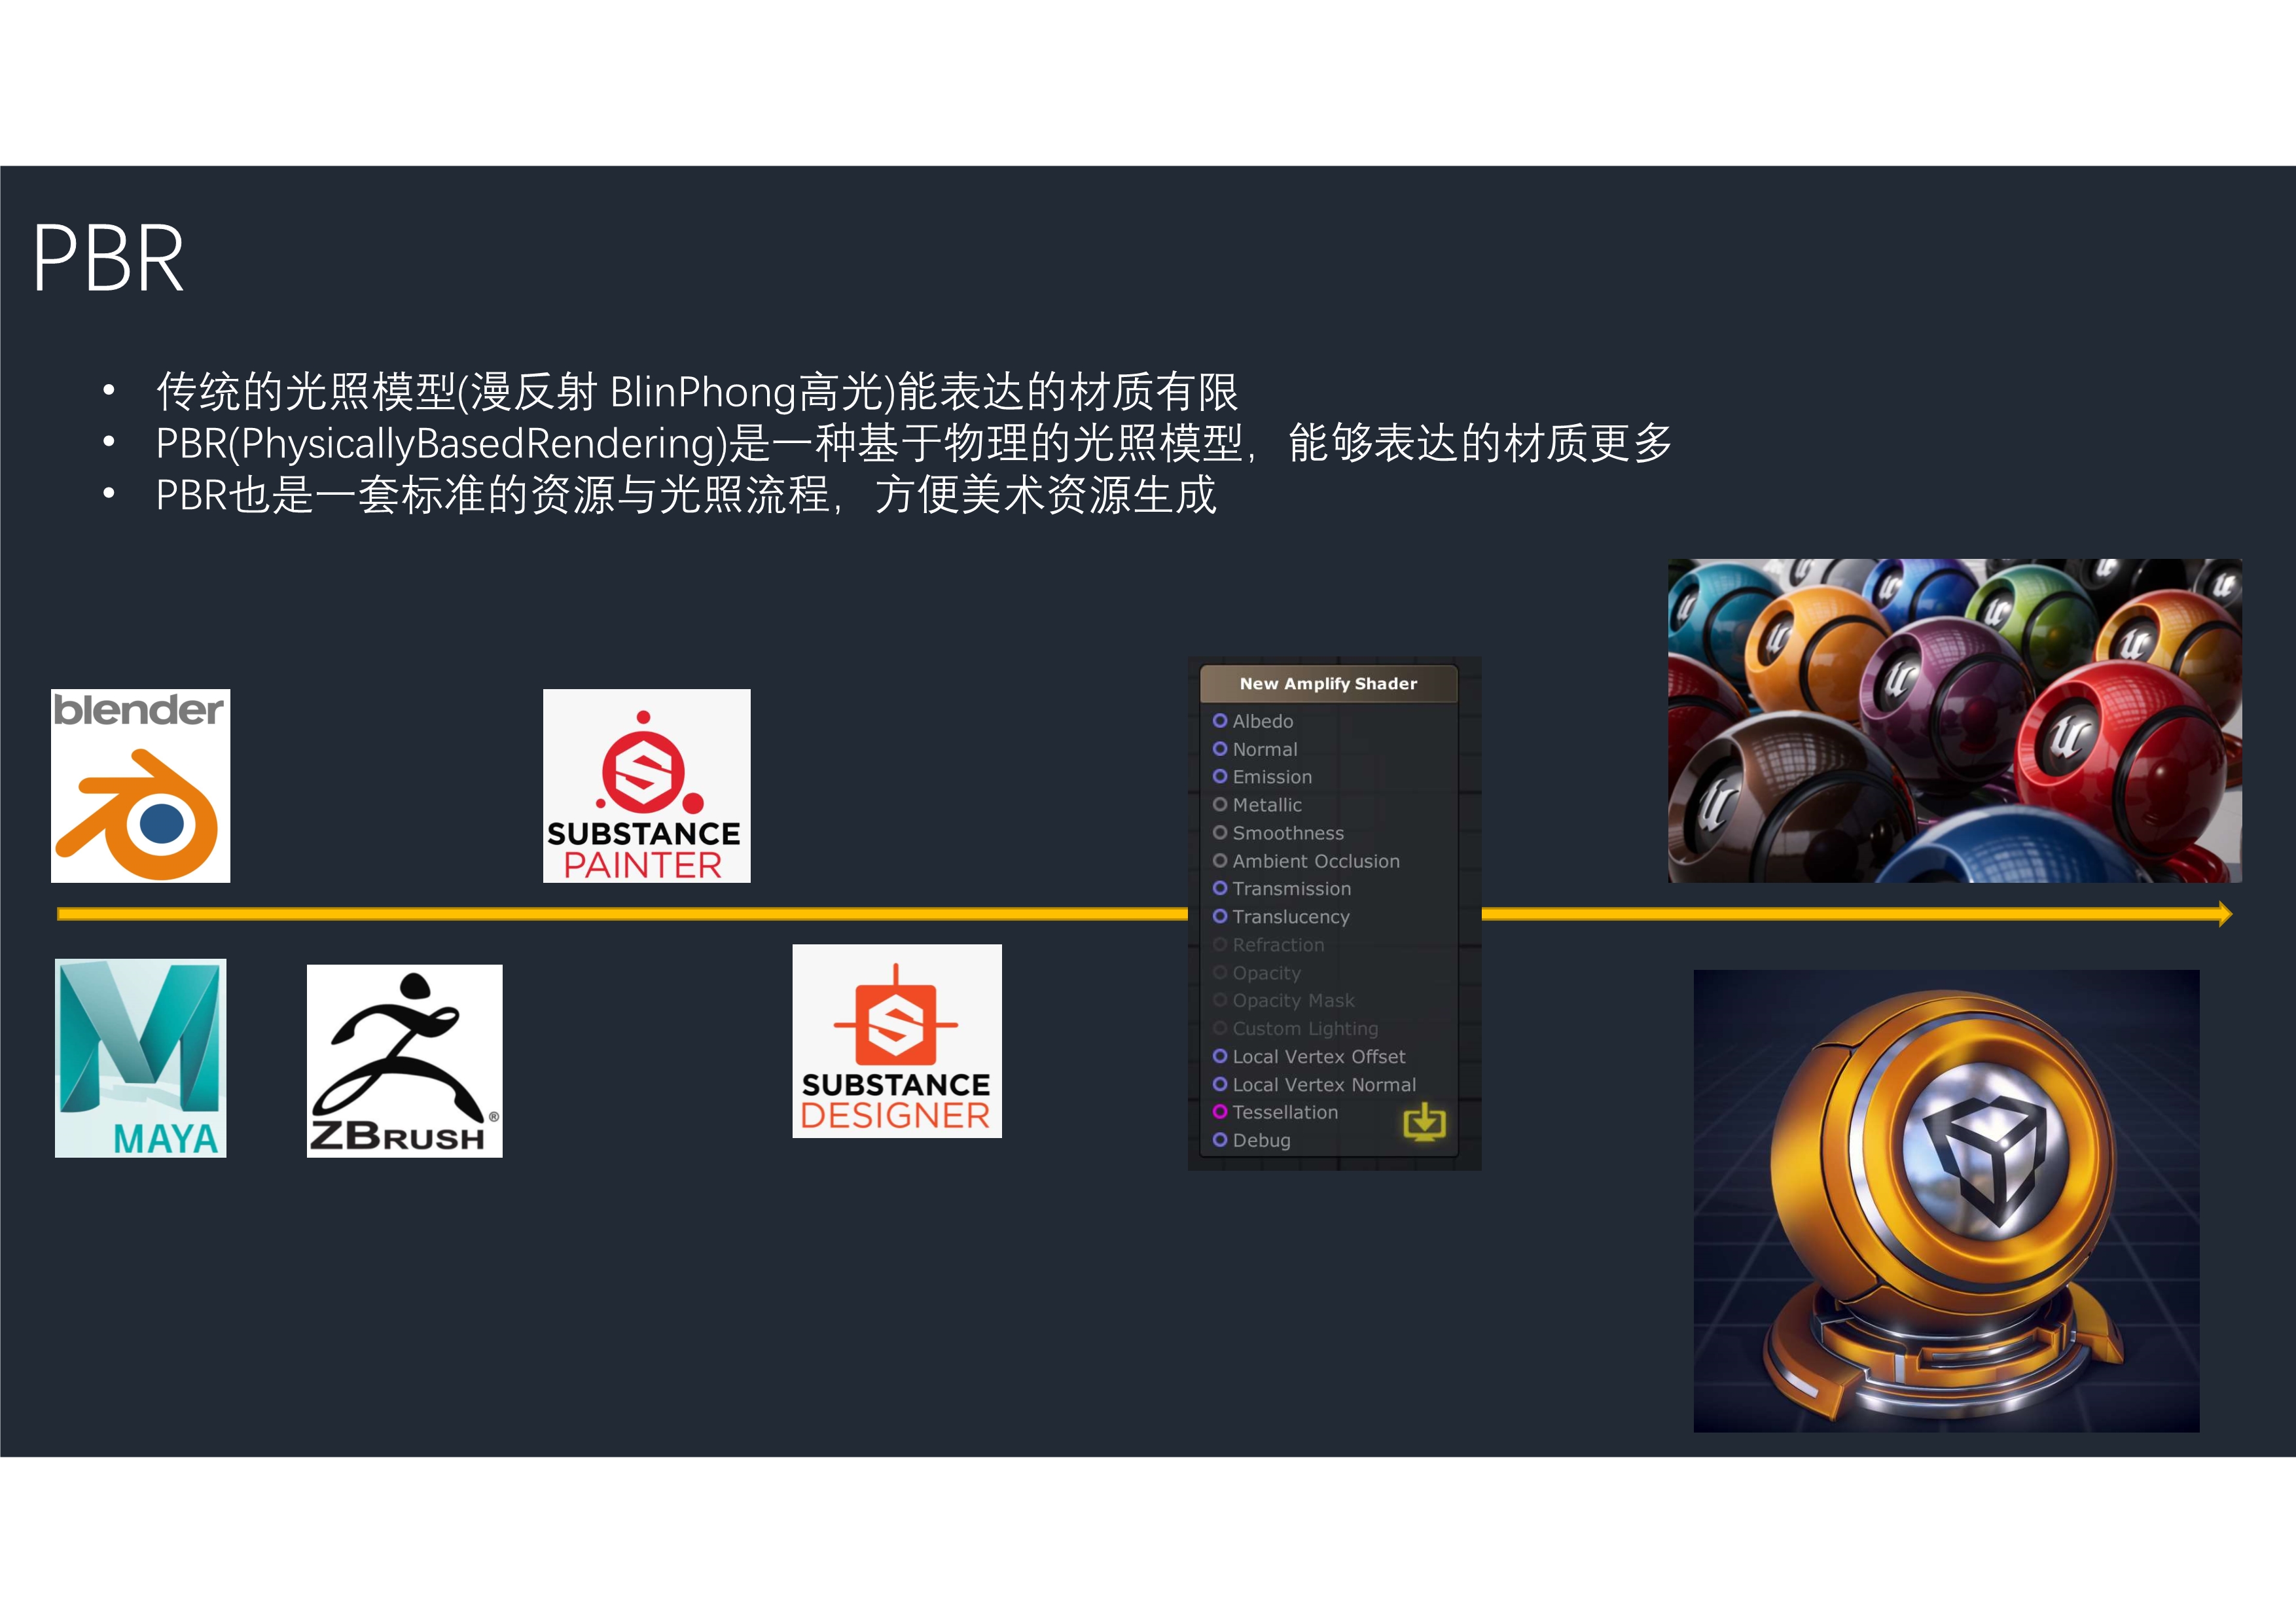 PBR
• 传统的光照模型(漫反射 BlinPhong高光)能表达的材质有限
• PBR(PhysicallyBasedRendering)是一种基于物理的光照模型，能够表达的材质更多
• PBR也是一套标准的资源与光照流程，方便美术资源生成
blender
SUBSTANCE
PAINTER
MAYA
ZBRUSH®
SUBSTANCE
DESIGNER
New Amplify Shader
Albedo
Normal
Emission
Metallic
Smoothness
Ambient Occlusion
Transmission
Translucency
Refraction
Opacity
Opacity Mask
Custom Lighting
Local Vertex Offset
Local Vertex Normal
Tessellation
Debug